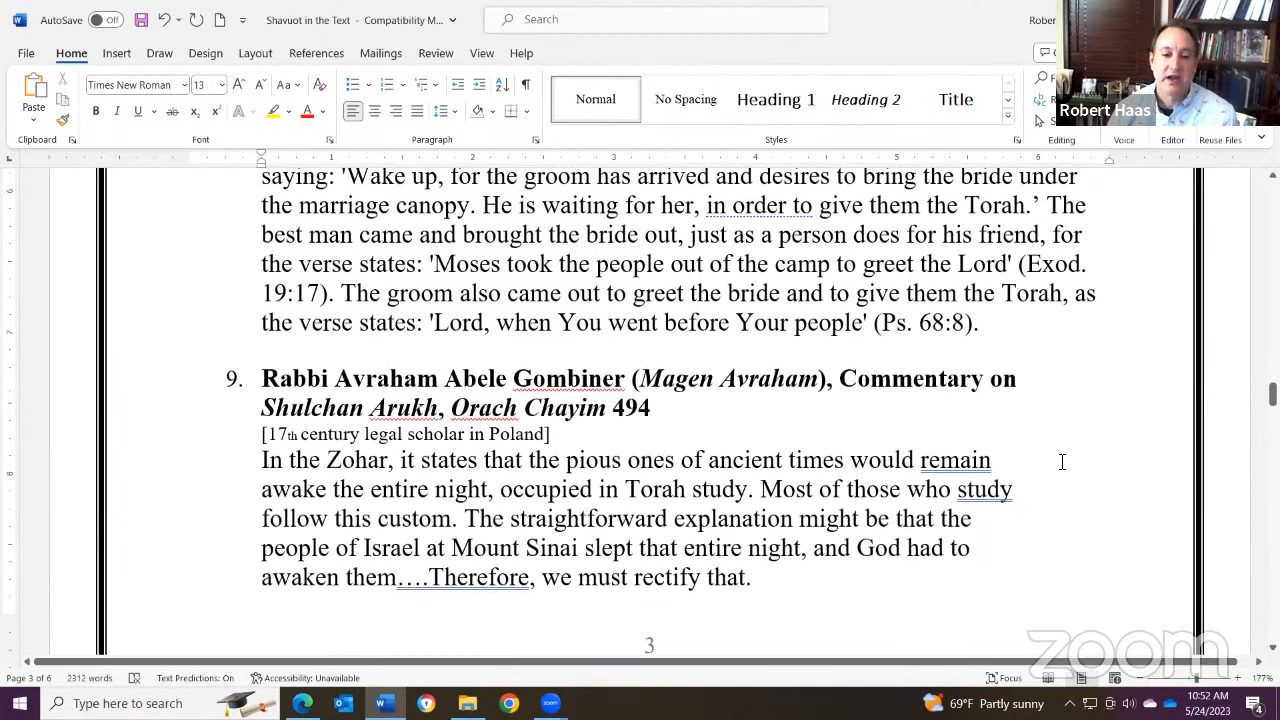 AutoSave Off Shavuot in the Text - Compatibility M... Search Rober
File Home Insert Draw Design Layout References Mailings Review View Help
Times New Roman 13
Paste
Normal No Spacing Heading 1 Heading 2 Title
Robert Haas
Clipboard Font Paragraph Styles Editing Voice Editor Reuse Files
saying: 'Wake up, for the groom has arrived and desires to bring the bride under
the marriage canopy. He is waiting for her, in order to give them the Torah.’ The
best man came and brought the bride out, just as a person does for his friend, for
the verse states: 'Moses took the people out of the camp to greet the Lord' (Exod.
19:17). The groom also came out to greet the bride and to give them the Torah, as
the verse states: 'Lord, when You went before Your people' (Ps. 68:8).
9. Rabbi Avraham Abele Gombiner (Magen Avraham), Commentary on
Shulchan Arukh, Orach Chayim 494
[17th century legal scholar in Poland]
In the Zohar, it states that the pious ones of ancient times would remain
awake the entire night, occupied in Torah study. Most of those who study
follow this custom. The straightforward explanation might be that the
people of Israel at Mount Sinai slept that entire night, and God had to
awaken them….Therefore, we must rectify that.
3
zoom
Page 3 of 6 2312 words Text Predictions: On Accessibility: Unavailable Focus 177%
Type here to search 69°F Partly sunny 10:52 AM
5/24/2023